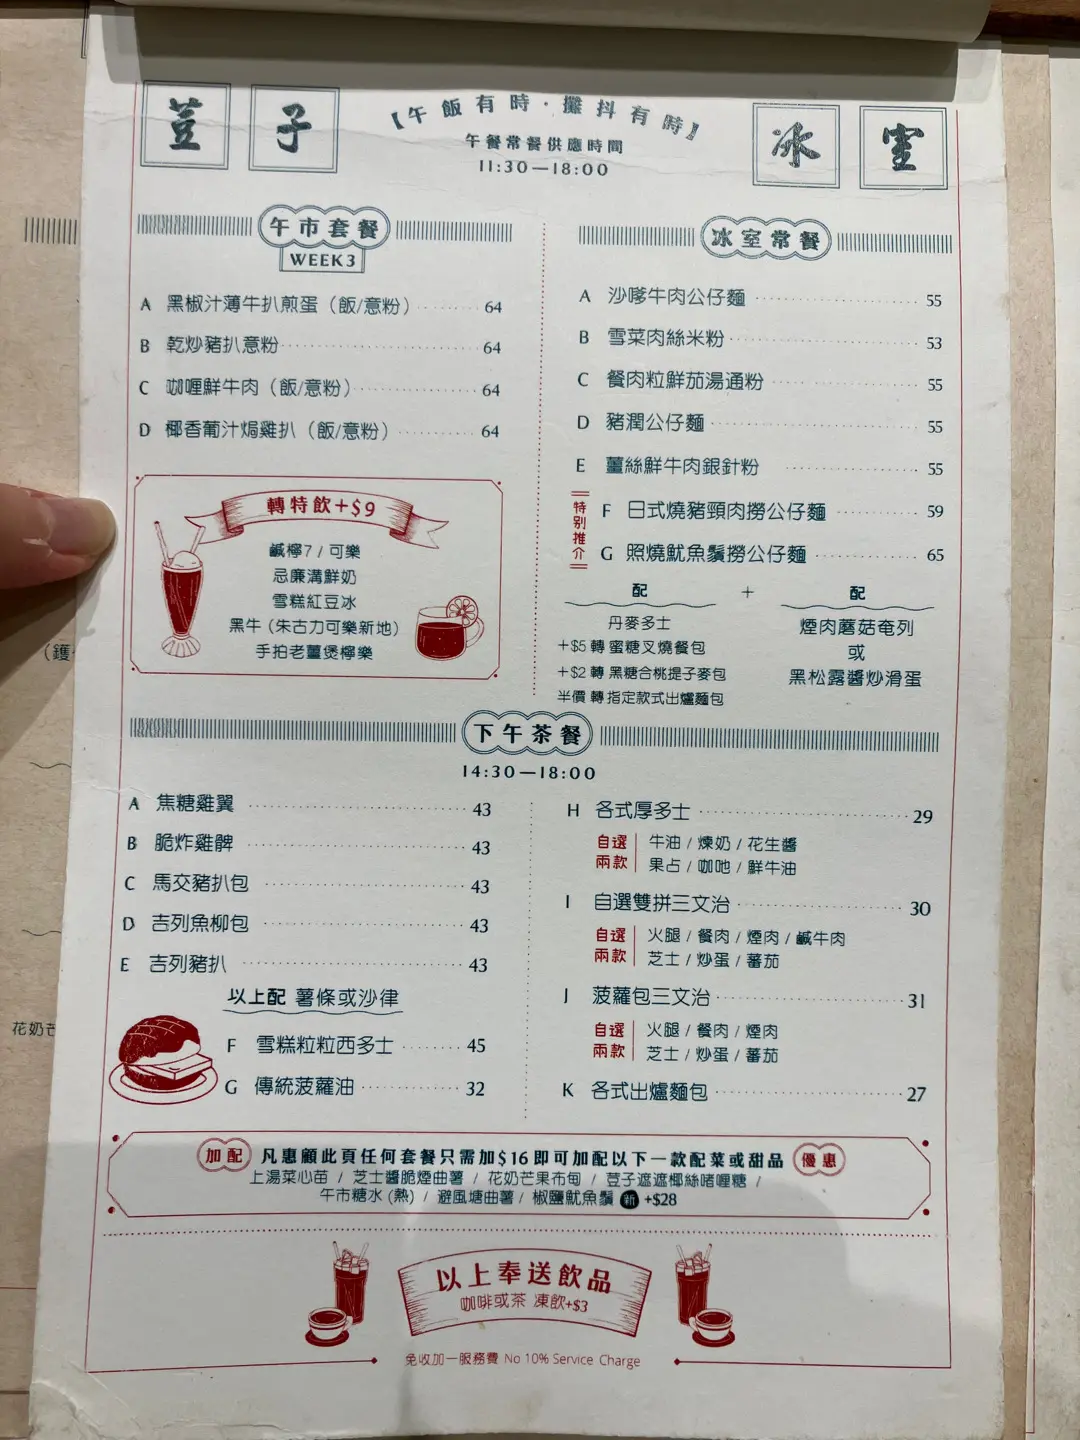 荳子冰室
【午飯有時·攤抖有時】
午餐常餐供應時間
11:30—18:00
午市套餐
WEEK3
A 黑椒汁薄牛扒煎蛋（飯/意粉） 64
B 乾炒豬扒意粉 64
C 咖喱鮮牛肉（飯/意粉） 64
D 椰香葡汁焗雞扒（飯/意粉） 64
轉特飲+$9
鹹檸7 / 可樂
忌廉溝鮮奶
雪糕紅豆冰
黑牛 (朱古力可樂新地)
手拍老薑煲檸樂
冰室常餐
A 沙嗲牛肉公仔麵 55
B 雪菜肉絲米粉 53
C 餐肉粒鮮茄湯通粉 55
D 豬潤公仔麵 55
E 薑絲鮮牛肉銀針粉 55
特別推介
F 日式燒豬頸肉撈公仔麵 59
G 照燒魷魚鬚撈公仔麵 65
配 + 配
丹麥多士
+$5 轉 蜜糖叉燒餐包
+$2 轉 黑糖合桃提子麥包
半價 轉 指定款式出爐麵包
煙肉蘑菇奄列
或
黑松露醬炒滑蛋
下午茶餐
14:30—18:00
A 焦糖雞翼 43
B 脆炸雞髀 43
C 馬交豬扒包 43
D 吉列魚柳包 43
E 吉列豬扒 43
以上配 薯條或沙律
F 雪糕粒粒西多士 45
G 傳統菠蘿油 32
H 各式厚多士 29
自選兩款
牛油 / 煉奶 / 花生醬
果占 / 咖吔 / 鮮牛油
I 自選雙拼三文治 30
自選兩款
火腿 / 餐肉 / 煙肉 / 鹹牛肉
芝士 / 炒蛋 / 蕃茄
J 菠蘿包三文治 31
自選兩款
火腿 / 餐肉 / 煙肉
芝士 / 炒蛋 / 蕃茄
K 各式出爐麵包 27
加配 凡惠顧此頁任何套餐只需加$16即可加配以下一款配菜或甜品 優惠
上湯菜心苗 / 芝士醬脆煙曲薯 / 花奶芒果布甸 / 荳子遮遮椰絲啫喱糖 /
午市糖水 (熱) / 避風塘曲薯 / 椒鹽魷魚鬚 新 +$28
以上奉送飲品
咖啡或茶 凍飲+$3
免收加一服務費 No 10% Service Charge
花奶芒